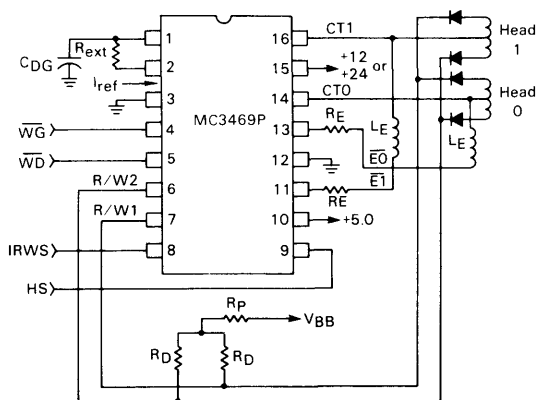 CDG
Rext
Iref
1
2
3
WG
4
WD
5
R/W2
6
R/W1
7
IRWS
8
HS
MC3469P
16
CT1
15
+12
+24 or
14
CT0
13
RE
LE
E0
12
11
RE
E1
10
+5.0
9
Head
1
Head
0
LE
RP
VBB
RD
RD